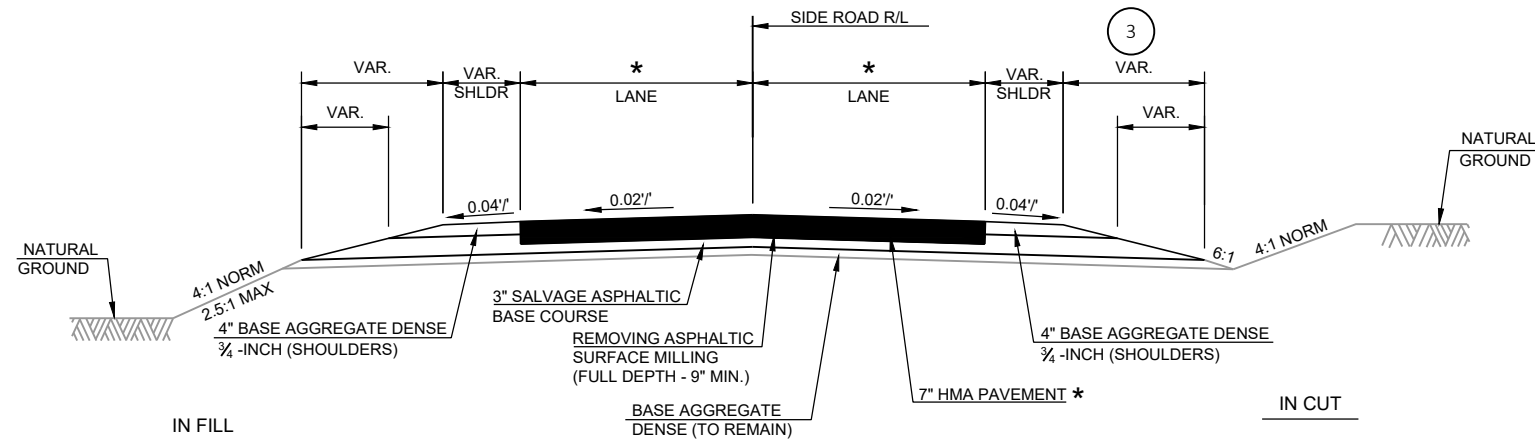 SIDE ROAD R/L
3
VAR.
VAR.
SHLDR
*
LANE
*
LANE
VAR.
SHLDR
VAR.
VAR.
VAR.
NATURAL
GROUND
0.04'/'
0.02'/'
0.02'/'
0.04'/'
NATURAL
GROUND
4:1 NORM
2.5:1 MAX
6:1
4:1 NORM
4" BASE AGGREGATE DENSE
¾ -INCH (SHOULDERS)
3" SALVAGE ASPHALTIC
BASE COURSE
REMOVING ASPHALTIC
SURFACE MILLING
(FULL DEPTH - 9" MIN.)
BASE AGGREGATE
DENSE (TO REMAIN)
7" HMA PAVEMENT *
4" BASE AGGREGATE DENSE
¾ -INCH (SHOULDERS)
IN FILL
IN CUT